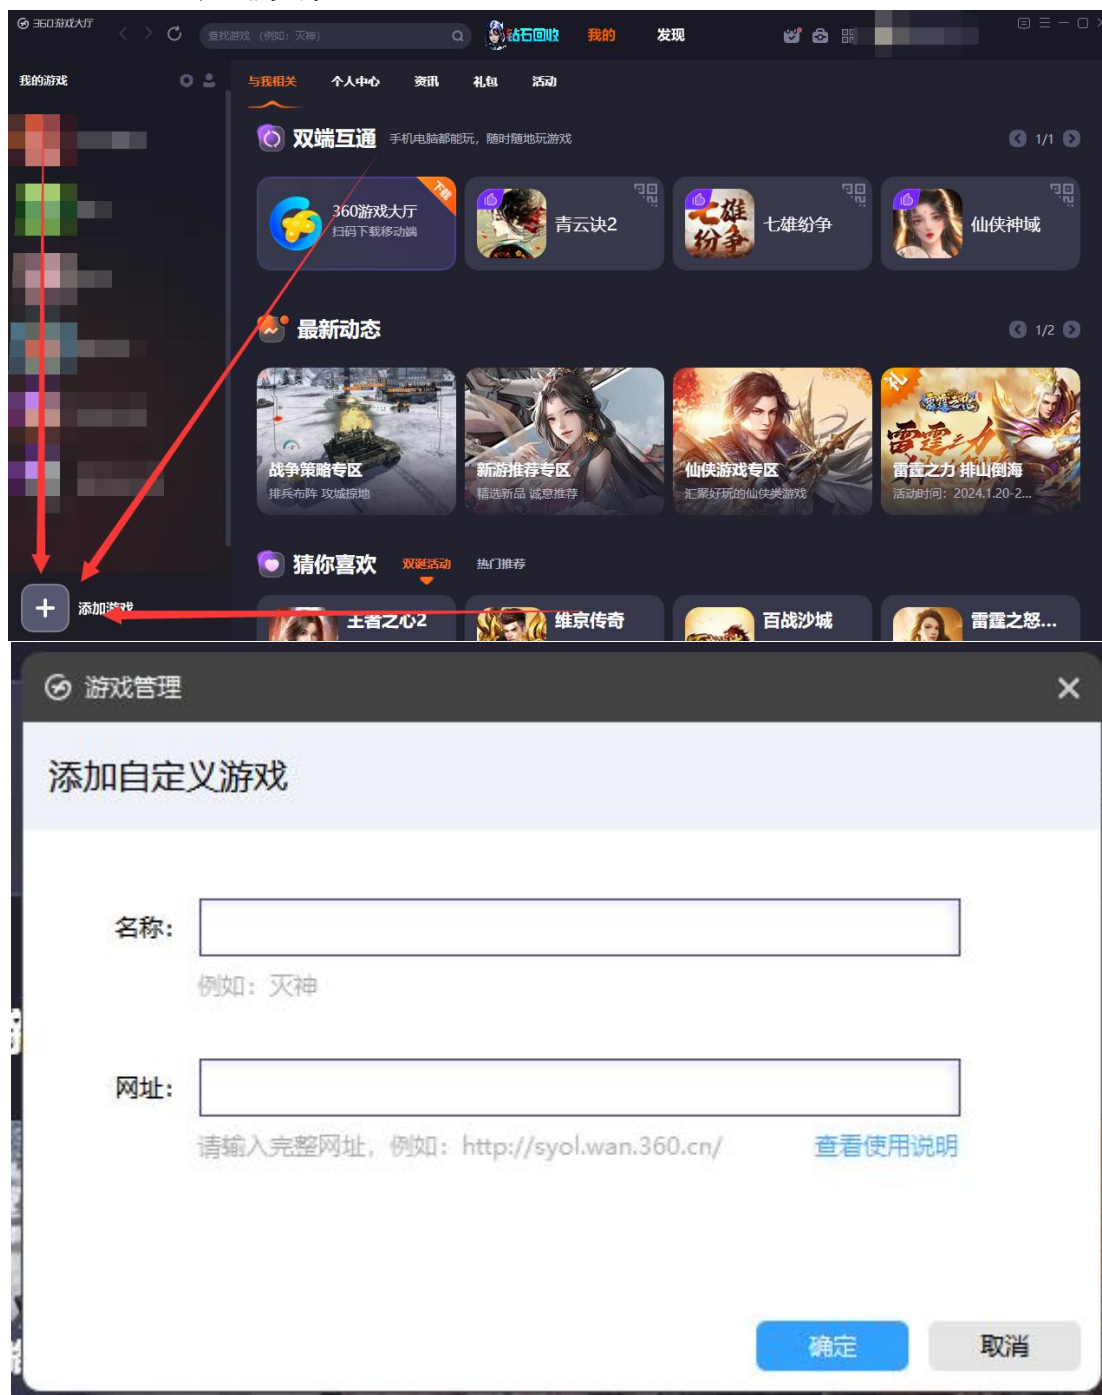 360游戏大厅
查找游戏（例如：灭神）
钻石回收
我的
发现
我的游戏
与我相关 个人中心 资讯 礼包 活动
双端互通 手机电脑都能玩，随时随地玩游戏
1/1
下载
360游戏大厅
扫码下载移动端
青云诀2
七雄纷争
七雄纷争
仙侠神域
最新动态
1/2
战争策略专区
排兵布阵 攻城掠地
新游推荐专区
精选新品 诚意推荐
仙侠游戏专区
汇聚好玩的仙侠类游戏
礼
雷霆之力
雷霆之力 排山倒海
活动时间：2024.1.20-2...
猜你喜欢 双诞活动 热门推荐
添加游戏
王者之心2
维京传奇
百战沙城
雷霆之怒...
游戏管理
添加自定义游戏
名称：
例如：灭神
网址：
请输入完整网址，例如：http://syol.wan.360.cn/ 查看使用说明
确定 取消